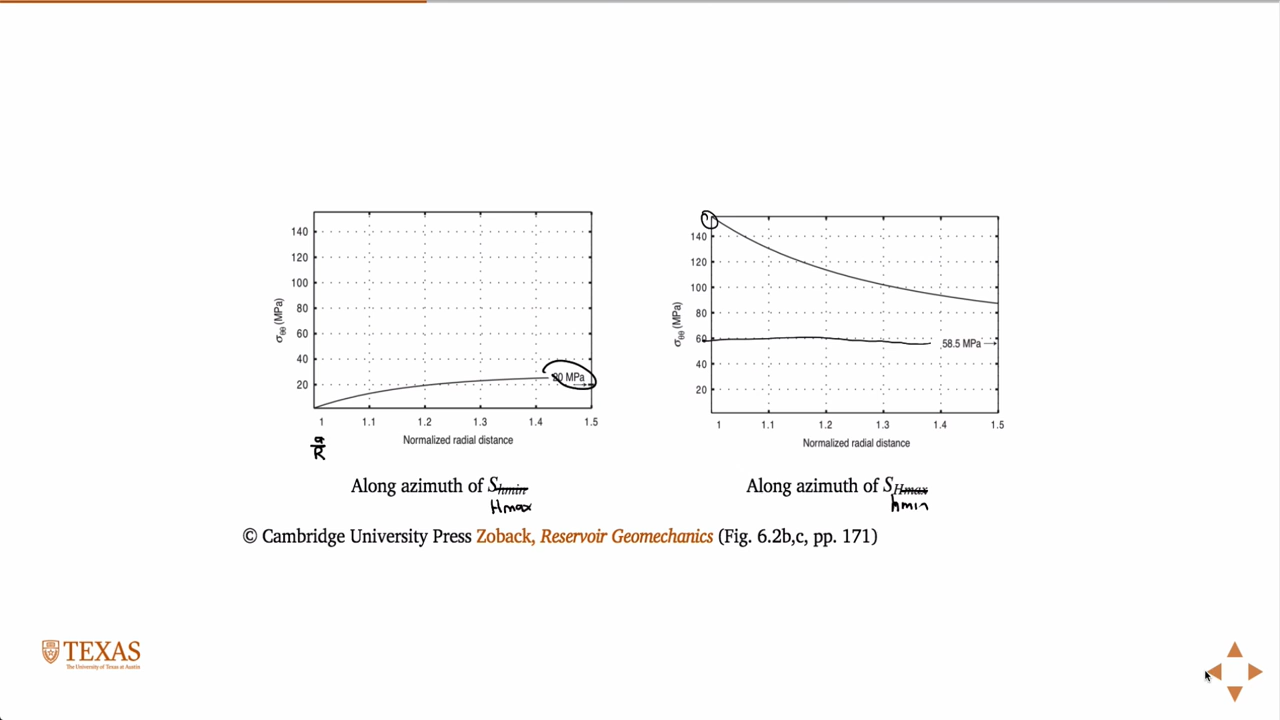 140
120
100
80
60
40
20
σθθ (MPa)
20 MPa
1 1.1 1.2 1.3 1.4 1.5
Normalized radial distance
a/R
Along azimuth of Shmin
Hmax
140
120
100
80
60
40
20
σθθ (MPa)
58.5 MPa
1 1.1 1.2 1.3 1.4 1.5
Normalized radial distance
Along azimuth of SHmax
hmin
© Cambridge University Press Zoback, Reservoir Geomechanics (Fig. 6.2b,c, pp. 171)
TEXAS
The University of Texas at Austin